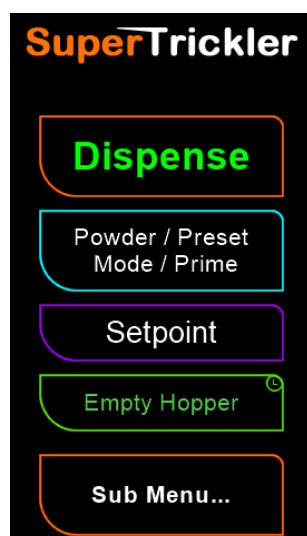 SuperTrickler
Dispense
Powder / Preset
Mode / Prime
Setpoint
Empty Hopper
Sub Menu...